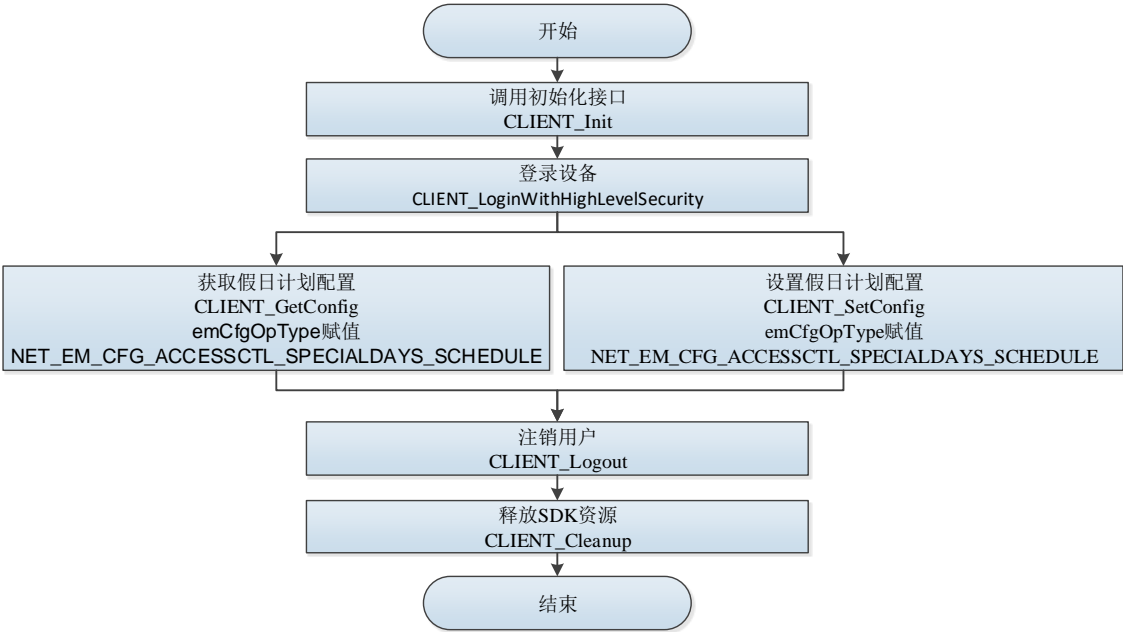 开始
调用初始化接口
CLIENT_Init
登录设备
CLIENT_LoginWithHighLevelSecurity
获取假日计划配置
CLIENT_GetConfig
emCfgOpType赋值
NET_EM_CFG_ACCESSCTL_SPECIALDAYS_SCHEDULE
设置假日计划配置
CLIENT_SetConfig
emCfgOpType赋值
NET_EM_CFG_ACCESSCTL_SPECIALDAYS_SCHEDULE
注销用户
CLIENT_Logout
释放SDK资源
CLIENT_Cleanup
结束